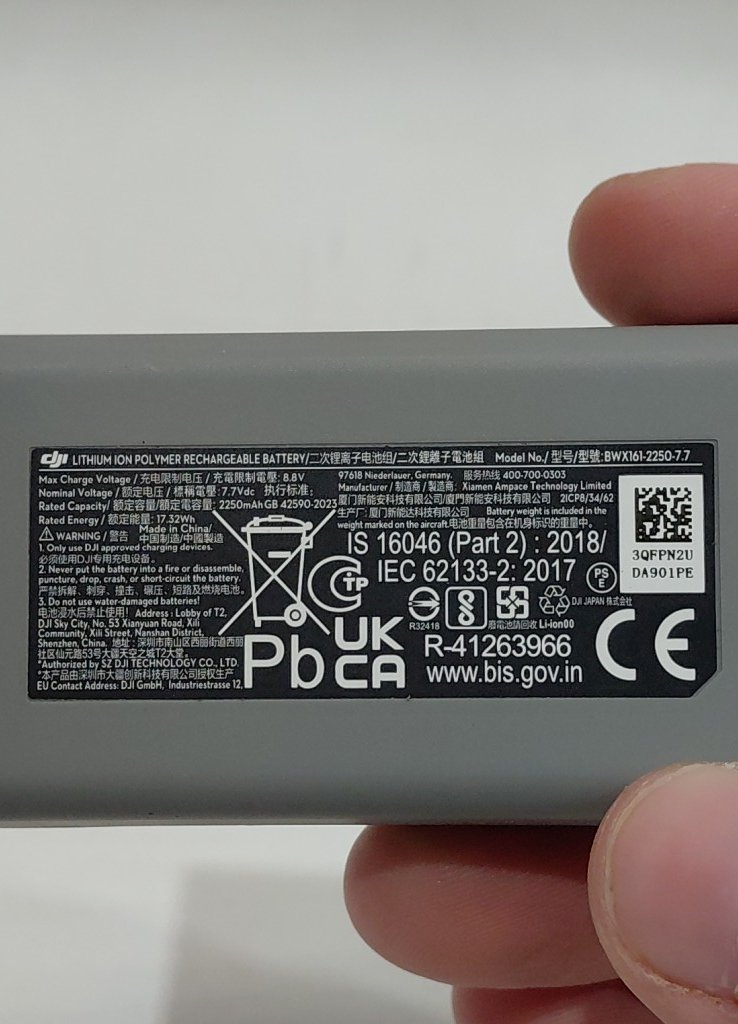 dji LITHIUM ION POLYMER RECHARGEABLE BATTERY/二次锂离子电池组/二次鋰離子電池組 Model No./型号/型號:BWX161-2250-7.7
Max Charge Voltage / 充电限制电压 / 充電限制電壓: 8.8V
Nominal Voltage / 额定电压 / 標稱電壓:7.7Vdc 执行标准:
Rated Capacity/ 额定容量/額定電容量: 2250mAh GB 42590-2023
Rated Energy / 额定能量: 17.32Wh
WARNING / 警告 Made in China/
中国制造/中國製造
1. Only use DJI approved charging devices.
必须使用DJI专用充电设备。
2. Never put the battery into a fire or disassemble,
puncture, drop, crash, or short-circuit the battery.
严禁拆解、刺穿、撞击、碾压、短路及燃烧电池。
3. Do not use water-damaged batteries!
电池浸水后禁止使用! Address : Lobby of T2,
DJI Sky City, No. 53 Xianyuan Road, Xili
Community, Xili Street, Nanshan District,
Shenzhen, China. 地址：深圳市南山区西丽街道西丽
社区仙元路53号大疆天空之城T2大堂。
*Authorized by SZ DJI TECHNOLOGY CO., LTD.
*本产品由深圳市大疆创新科技有限公司授权生产
EU Contact Address: DJI GmbH, Industriestrasse 12,
97618 Niederlauer, Germany. 服务热线 400-700-0303
Manufacturer / 制造商 / 製造商: Xiamen Ampace Technology Limited
厦门新能安科技有限公司/廈門新能安科技有限公司 2ICP8/34/62
生产厂: 厦门新能达科技有限公司 Battery weight is included in the
weight marked on the aircraft.电池重量包含在机身标识的重量中。
IS 16046 (Part 2) : 2018/
IEC 62133-2: 2017
TP
PS
E
3QFPN2U
DA901PE
R32418
廢電池請回收
Li-ion00
DJI JAPAN 株式会社
Pb
UK
CA
R-41263966
www.bis.gov.in
CE